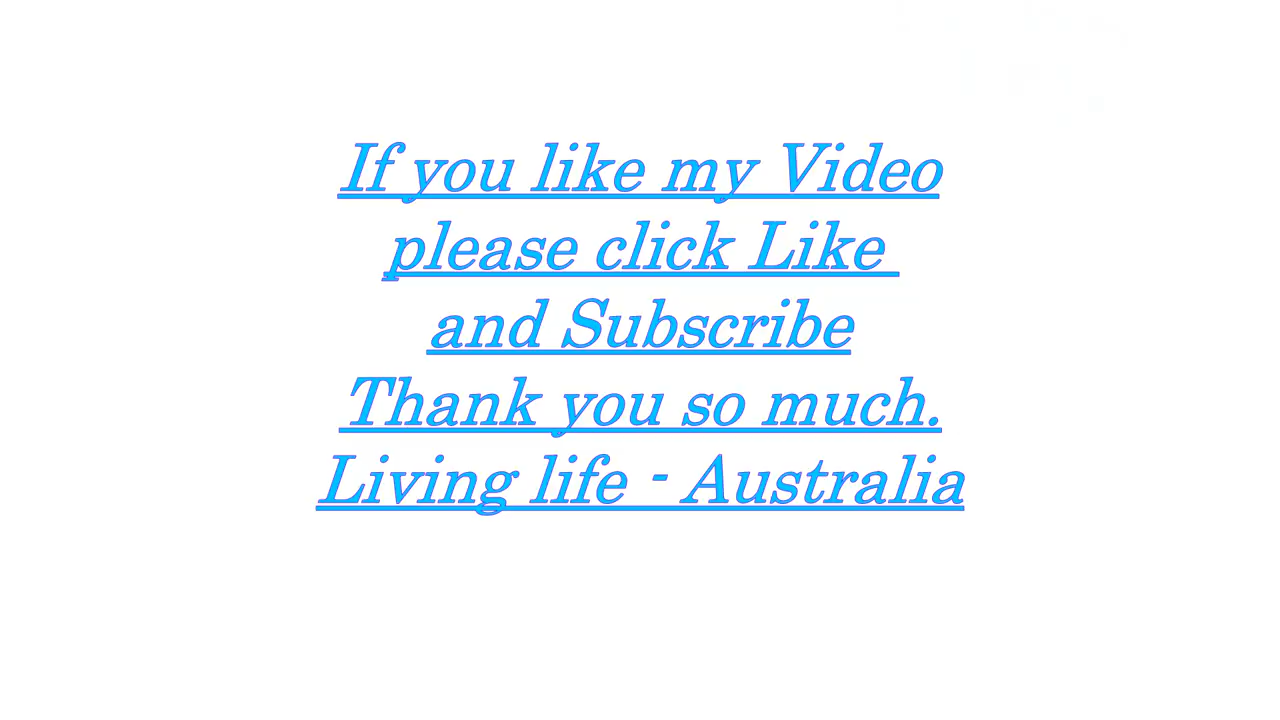 If you like my Video
please click Like
and Subscribe
Thank you so much.
Living life - Australia